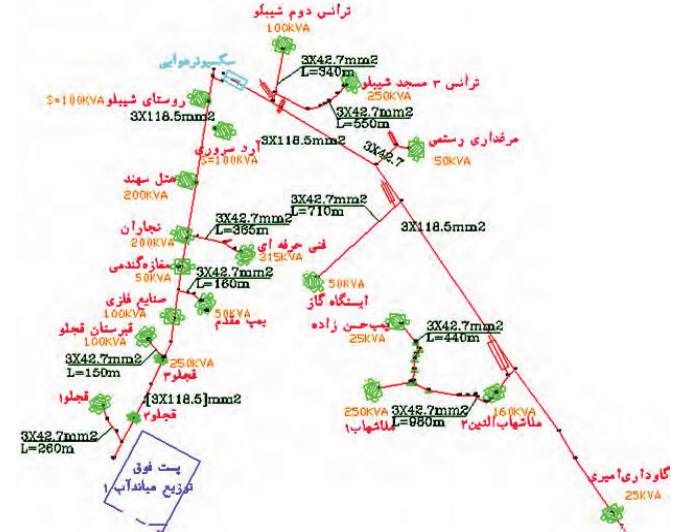 ترانس دوم شیبلو
100KVA
سکسیونرهوایی
3X42.7mm2
L=340m
ترانس ۳ مسجد شیبلو
250KVA
روستای شیبلو
S=100KVA
3X118.5mm2
3X42.7mm2
L=550m
3X118.5mm2
آرد سروری
S=100KVA
مرغداری رستمی
50KVA
3X42.7
هتل سهند
200KVA
3X42.7mm2
L=710m
3X42.7mm2
L=365m
نجاران
200KVA
فنی حرفه ای
315KVA
3X118.5mm2
مغازه‌گندمی
50KVA
3X42.7mm2
L=160m
50KVA
ایستگاه گاز
صنایع فلزی
100KVA
50KVA
پمپ مقدم
قبرستان قجلو
100KVA
پمپ‌حسن زاده
25KVA
3X42.7mm2
L=440m
3X42.7mm2
L=150m
250KVA
قجلو۳
[3X118.5]mm2
قجلو۱
قجلو۲
250KVA
ملاشهاب۱
3X42.7mm2
L=960m
160KVA
ملاشهاب‌الدین۲
3X42.7mm2
L=260m
پست فوق
توزیع میاندآب ۱
گاوداری‌امیری
25KVA